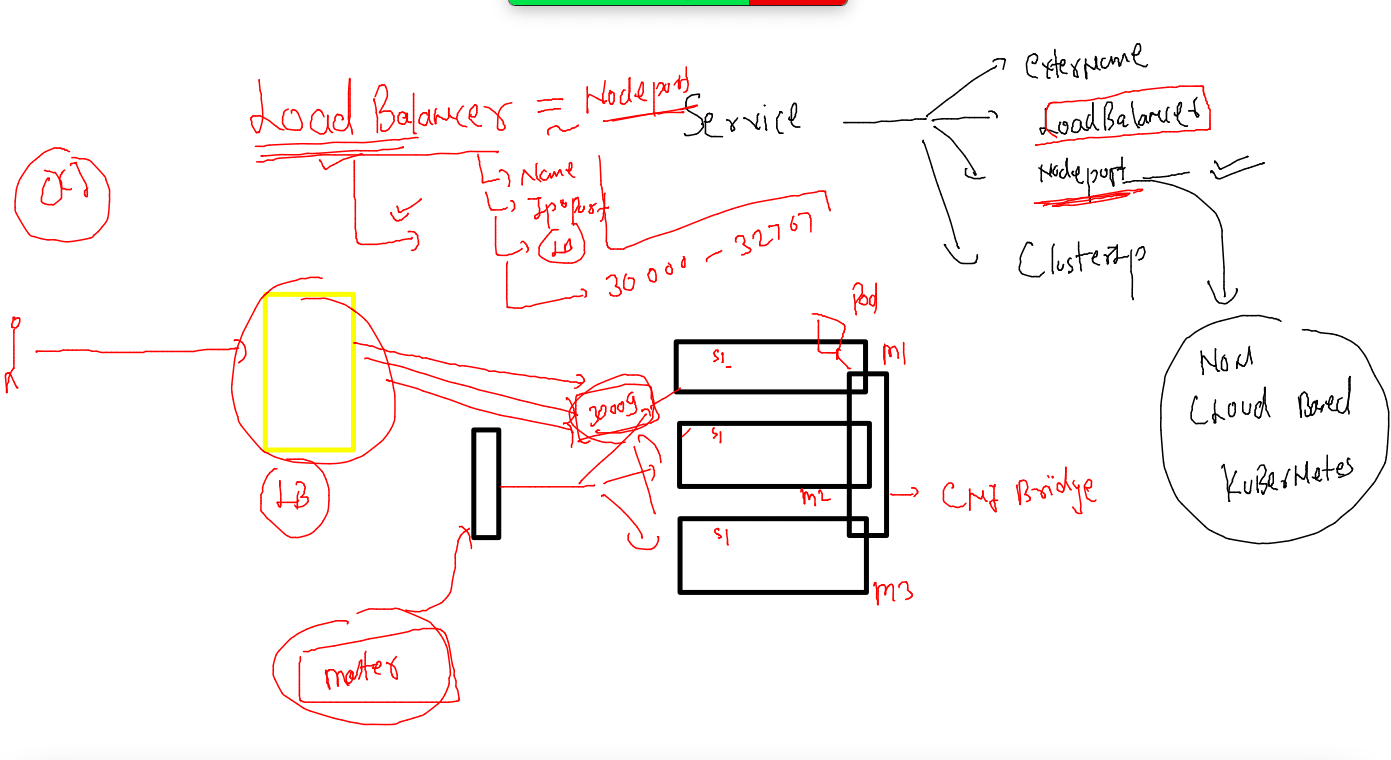 ExterName
Load Balancer = Nodeport
Service
LoadBalancer
Nodeport
Name
Ip:port
LB
30000 - 32767
ClusterIp
Pod
M1
S1
Non
Cloud Based
Kubernetes
30009
S1
M2
CNI Bridge
LB
S1
M3
master